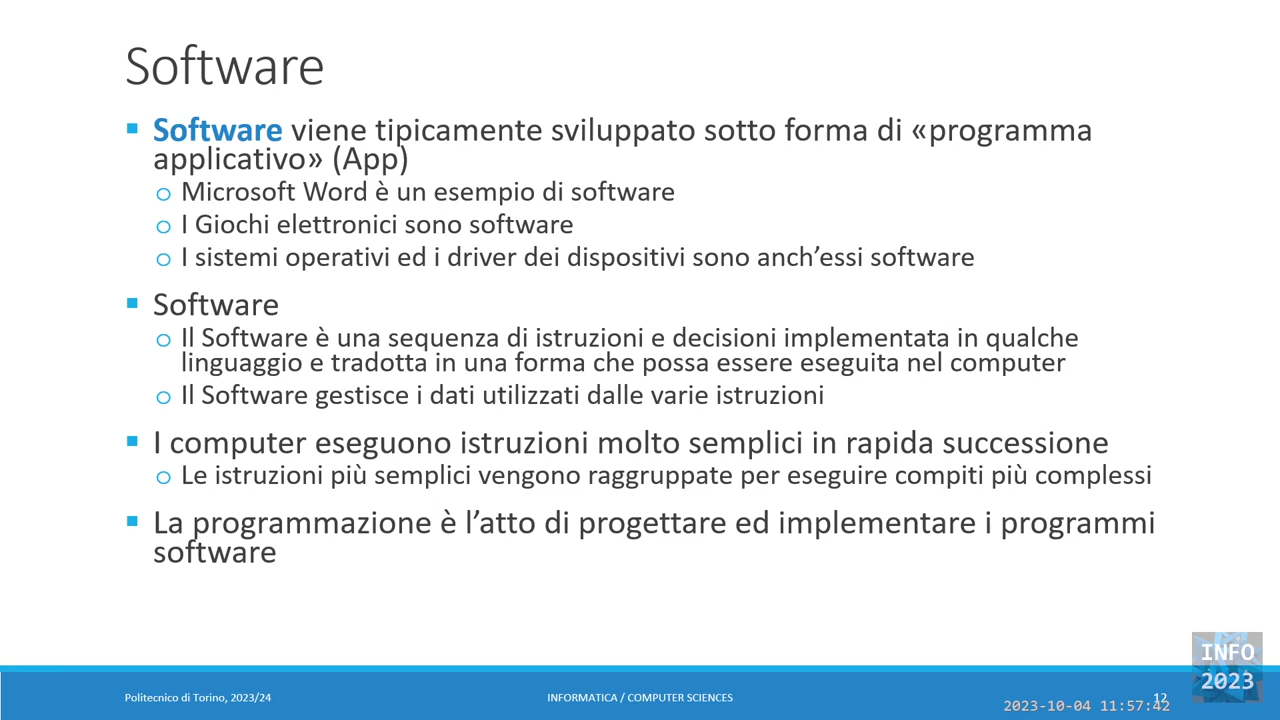 Software
Software viene tipicamente sviluppato sotto forma di «programma
applicativo» (App)
Microsoft Word è un esempio di software
I Giochi elettronici sono software
I sistemi operativi ed i driver dei dispositivi sono anch’essi software
Software
Il Software è una sequenza di istruzioni e decisioni implementata in qualche
linguaggio e tradotta in una forma che possa essere eseguita nel computer
Il Software gestisce i dati utilizzati dalle varie istruzioni
I computer eseguono istruzioni molto semplici in rapida successione
Le istruzioni più semplici vengono raggruppate per eseguire compiti più complessi
La programmazione è l’atto di progettare ed implementare i programmi
software
Politecnico di Torino, 2023/24
INFORMATICA / COMPUTER SCIENCES
12
2023-10-04 11:57:42
INFO
2023